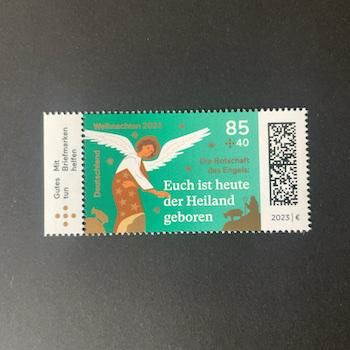 Mit
Briefmarken
helfen
Gutes
tun
Weihnachten 2023
Deutschland
85
+40
Die Botschaft
des Engels:
Euch ist heute
der Heiland
geboren
2023 | €